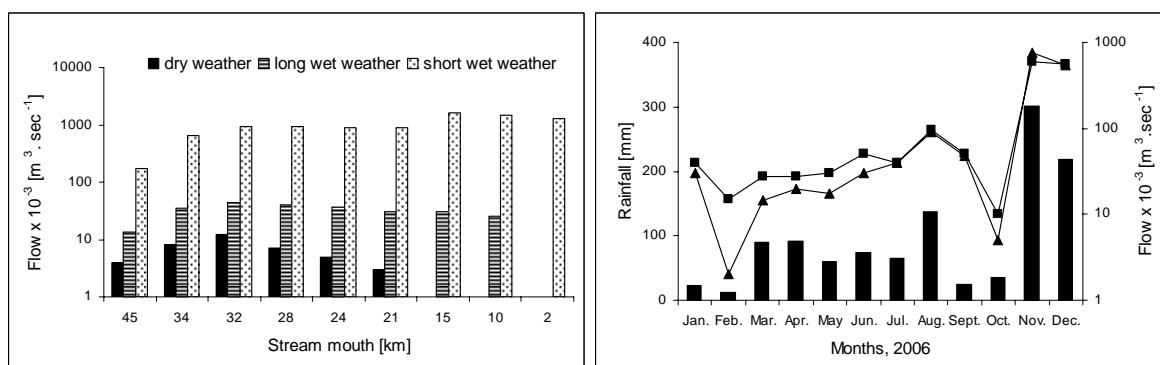 dry weather long wet weather short wet weather
10000
1000
100
10
1
Flow x 10⁻³ [m³.sec⁻¹]
45 34 32 28 24 21 15 10 2
Stream mouth [km]
400
300
200
100
0
Rainfall [mm]
1000
100
10
1
Flow x 10⁻³ [m³.sec⁻¹]
Jan. Feb. Mar. Apr. May Jun. Jul. Aug. Sept. Oct. Nov. Dec.
Months, 2006